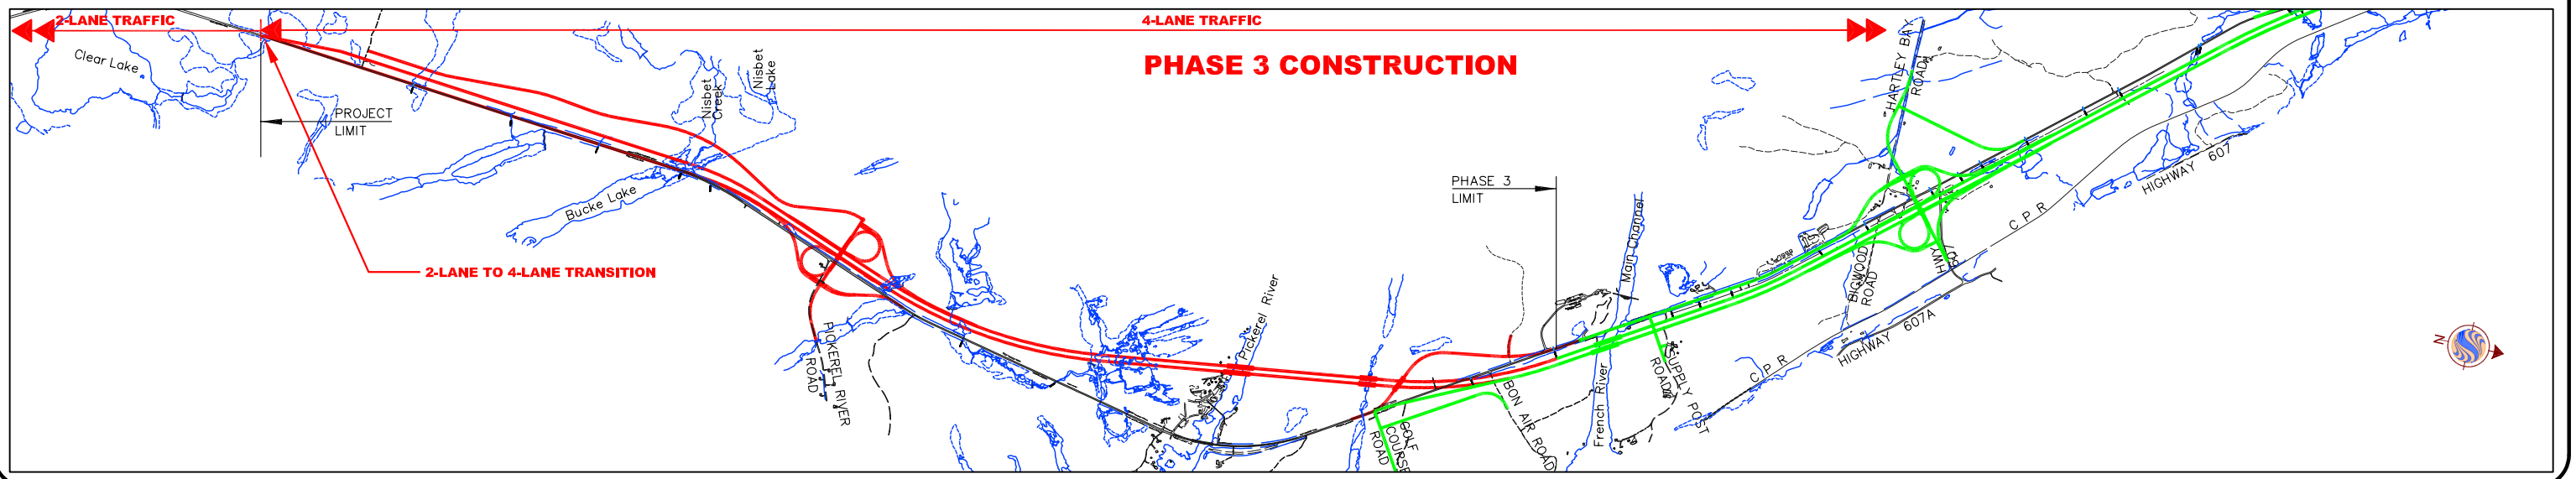 2-LANE TRAFFIC
4-LANE TRAFFIC
PHASE 3 CONSTRUCTION
Clear Lake
PROJECT
LIMIT
Nisbet
Creek
Nisbet
Lake
Bucke Lake
2-LANE TO 4-LANE TRANSITION
PICKEREL RIVER
ROAD
Pickerel River
PHASE 3
LIMIT
Main Channel
French River
GOLF
COURSE
ROAD
BON AIR ROAD
SUPPLY POST
ROAD
HARTLEY BAY
ROAD
BIGWOOD
ROAD
HWY
607
C P R
HIGHWAY 607
C P R
HIGHWAY 607A
N